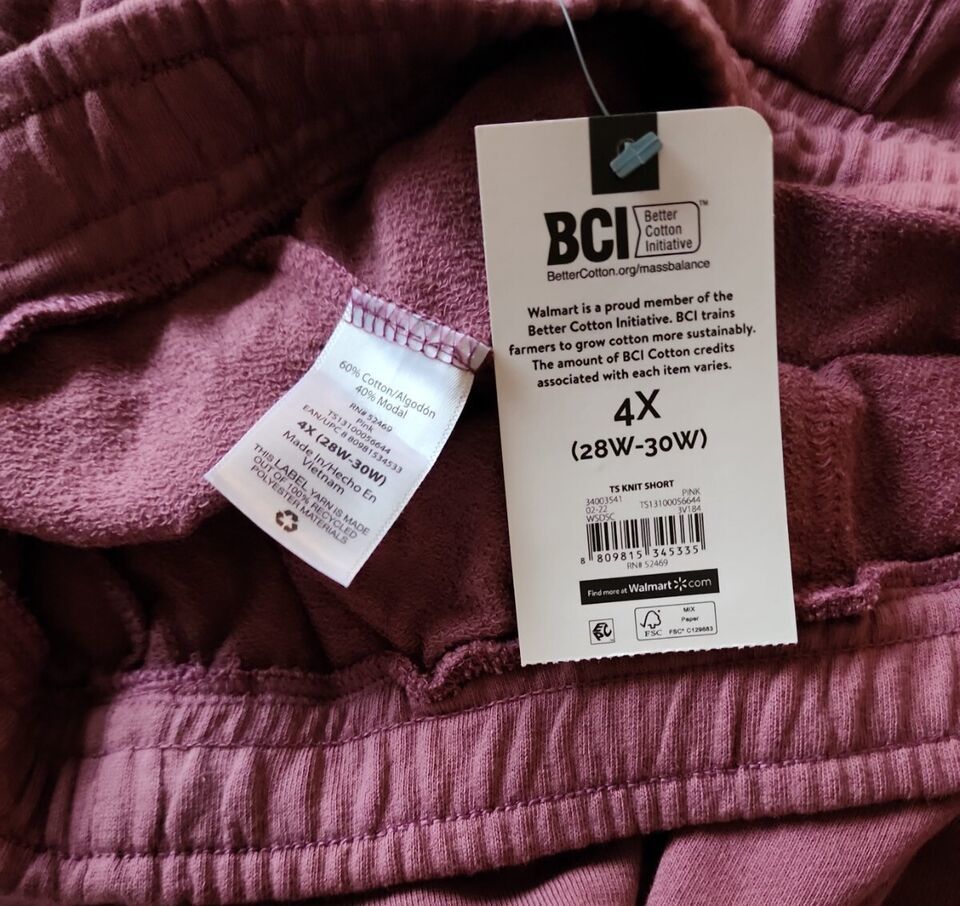 60% Cotton/Algodón
40% Modal
RN# 52469
Pink
TS13100056644
EAN/UPC 8 80981534533
4X (28W-30W)
Made In/Hecho En
Vietnam
THIS LABEL YARN IS MADE
OUT OF 100% RECYCLED
POLYESTER MATERIALS
BCI Better
Cotton
Initiative™
BetterCotton.org/massbalance
Walmart is a proud member of the
Better Cotton Initiative. BCI trains
farmers to grow cotton more sustainably.
The amount of BCI Cotton credits
associated with each item varies.
4X
(28W-30W)
TS KNIT SHORT
34003541 PINK
02-22 TS13100056644
WSDSC 3V184
8 809815 345335
RN# 52469
Find more at Walmart.com
FSC
MIX
Paper
FSC® C129683